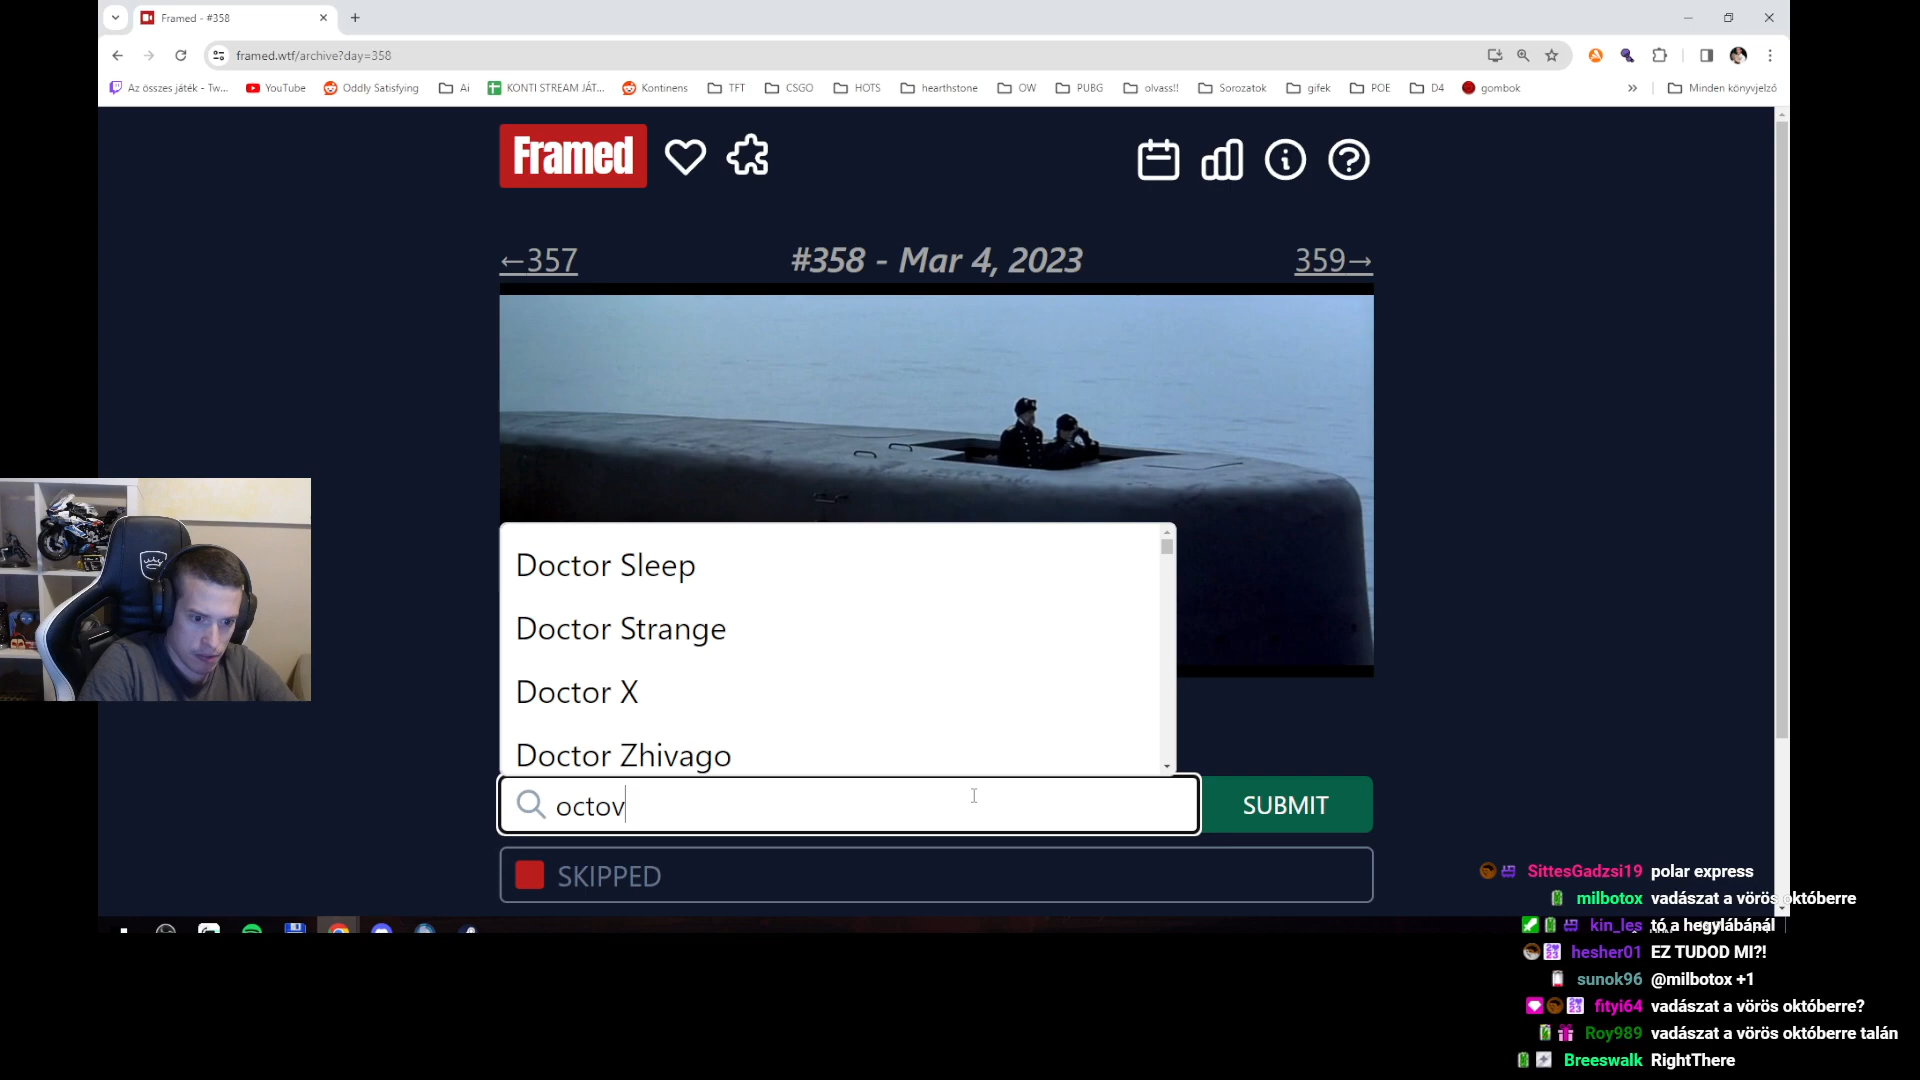 Framed - #358
framed.wtf/archive?day=358
Az összes játék - Tw...
YouTube
Oddly Satisfying
Ai
KONTI STREAM JÁT...
Kontinens
TFT
CSGO
HOTS
hearthstone
OW
PUBG
olvass!!
Sorozatok
gifek
POE
D4
gombok
»
Minden könyvjelző
Framed
←357
#358 - Mar 4, 2023
359→
Doctor Sleep
Doctor Strange
Doctor X
Doctor Zhivago
octov
SUBMIT
SKIPPED
SittesGadzsi19 polar express
milbotox vadászat a vörös októberre
kin_les tó a hegylábánál
hesher01 EZ TUDOD MI?!
sunok96 @milbotox +1
fityi64 vadászat a vörös októberre?
Roy989 vadászat a vörös októberre talán
Breeswalk RightThere